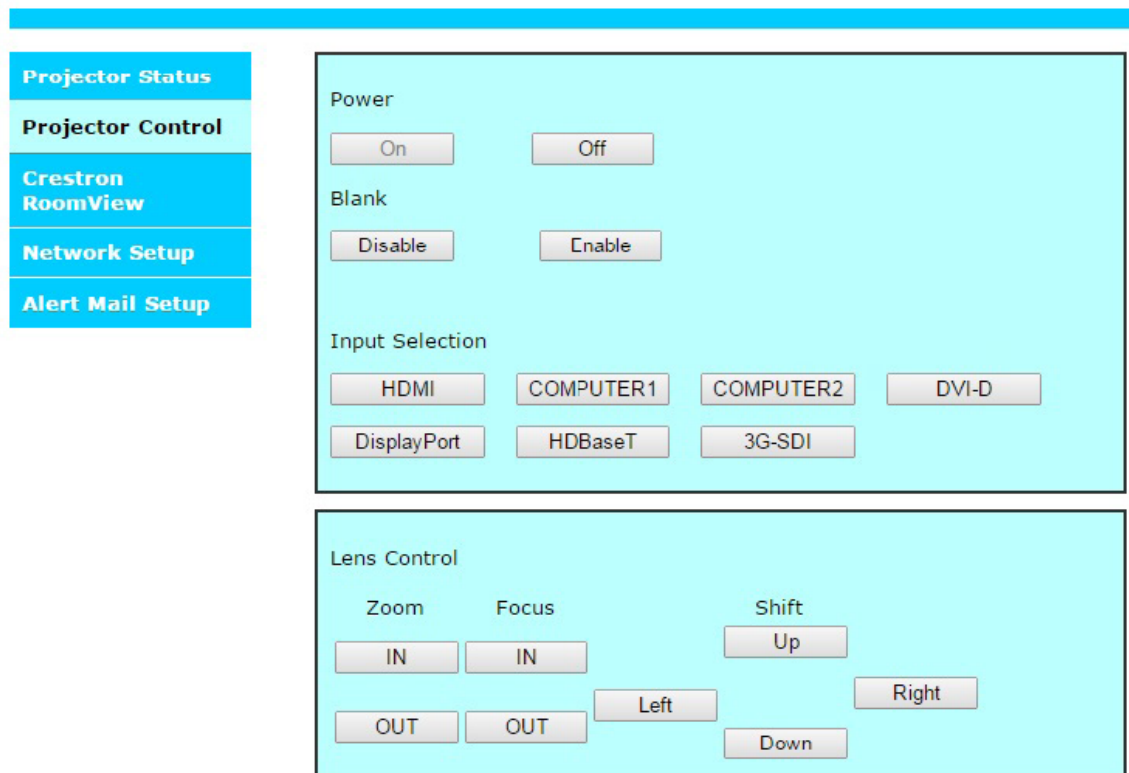 Projector Status
Projector Control
Crestron
RoomView
Network Setup
Alert Mail Setup
Power
On Off
Blank
Disable Enable
Input Selection
HDMI COMPUTER1 COMPUTER2 DVI-D
DisplayPort HDBaseT 3G-SDI
Lens Control
Zoom Focus Shift
Up
IN IN
Right
Left
OUT OUT
Down